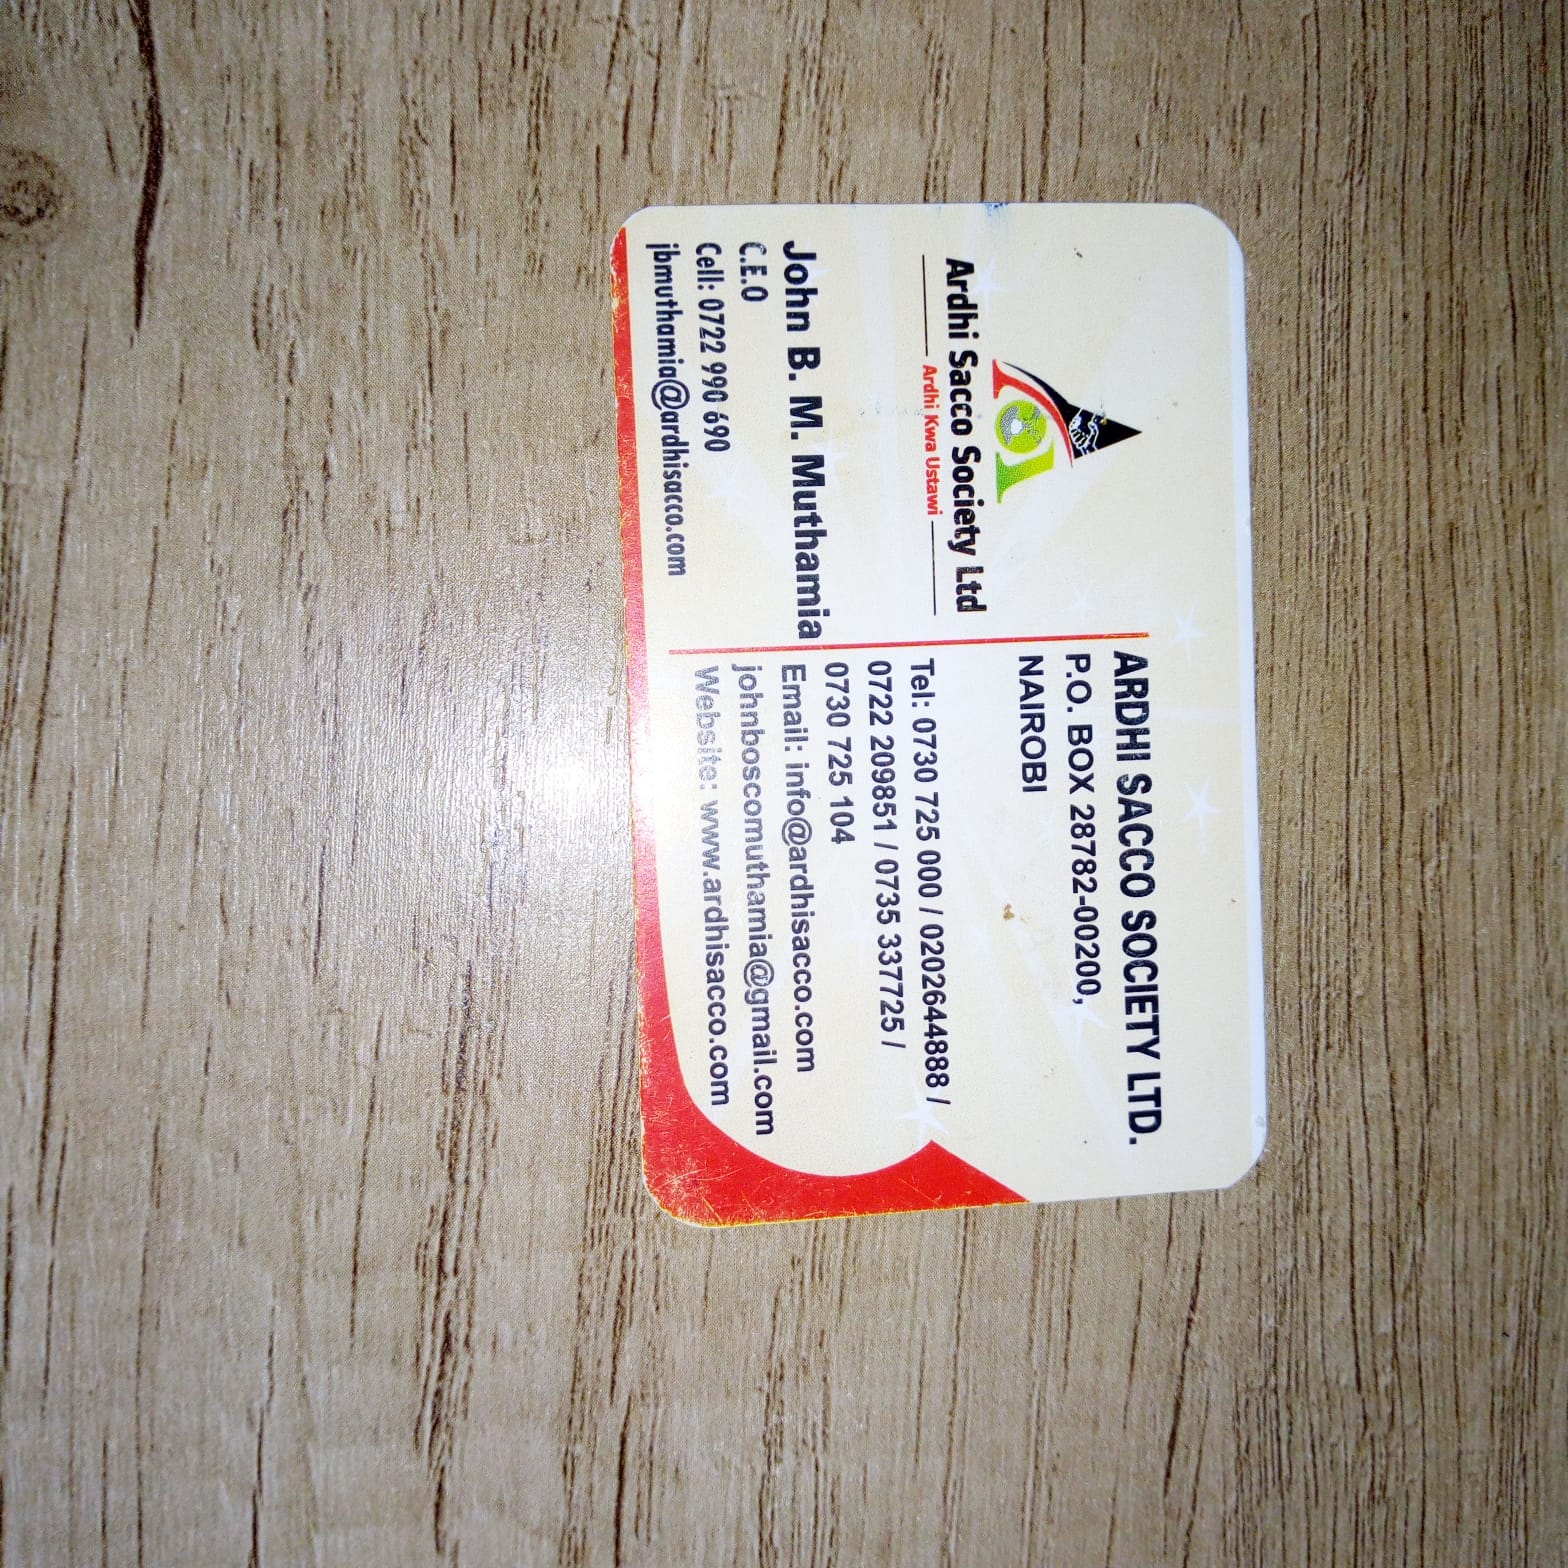 Ardhi Sacco Society Ltd
Ardhi Kwa Ustawi
John B. M. Muthamia
C.E.O
Cell: 0722 990 690
jbmuthamia@ardhisacco.com
ARDHI SACCO SOCIETY LTD.
P.O. BOX 28782-00200,
NAIROBI
Tel: 0730 725 000 / 0202644888 /
0722 209851 / 0735 337725 /
0730 725 104
Email: info@ardhisacco.com
johnboscomuthamia@gmail.com
Website: www.ardhisacco.com